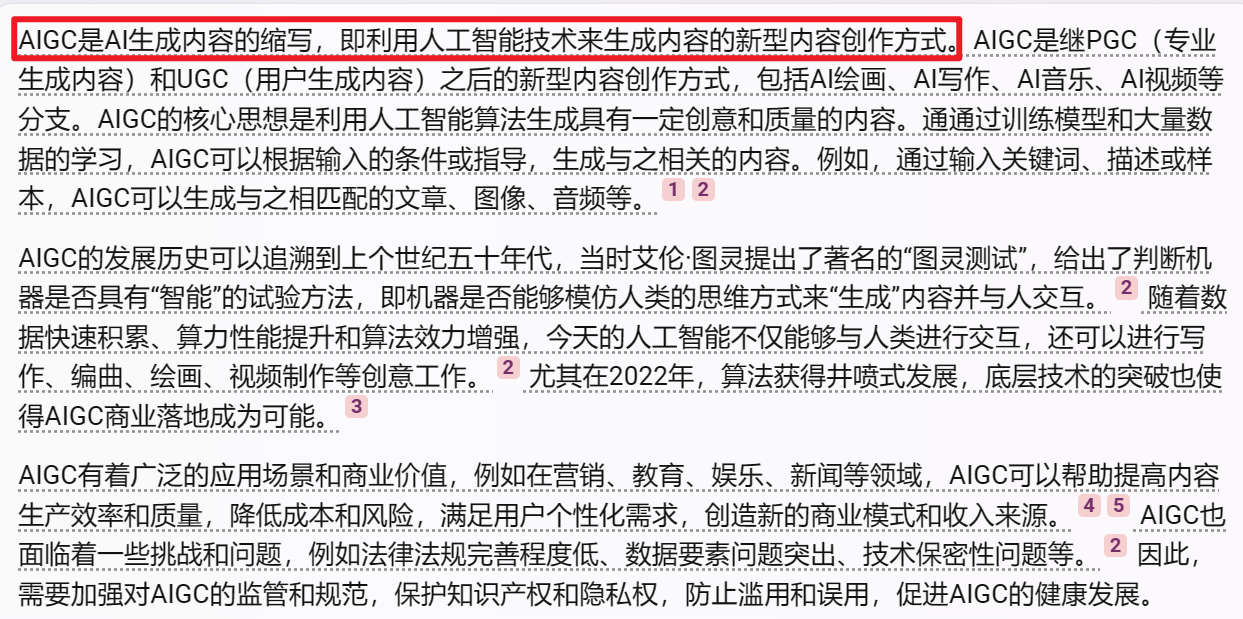 AIGC是AI生成内容的缩写，即利用人工智能技术来生成内容的新型内容创作方式。AIGC是继PGC（专业
生成内容）和UGC（用户生成内容）之后的新型内容创作方式，包括AI绘画、AI写作、AI音乐、AI视频等
分支。AIGC的核心思想是利用人工智能算法生成具有一定创意和质量的内容。通通过训练模型和大量数
据的学习，AIGC可以根据输入的条件或指导，生成与之相关的内容。例如，通过输入关键词、描述或样
本，AIGC可以生成与之相匹配的文章、图像、音频等。 1 2
AIGC的发展历史可以追溯到上个世纪五十年代，当时艾伦·图灵提出了著名的“图灵测试”，给出了判断机
器是否具有“智能”的试验方法，即机器是否能够模仿人类的思维方式来“生成”内容并与人交互。 2 随着数
据快速积累、算力性能提升和算法效力增强，今天的人工智能不仅能够与人类进行交互，还可以进行写
作、编曲、绘画、视频制作等创意工作。 2 尤其在2022年，算法获得井喷式发展，底层技术的突破也使
得AIGC商业落地成为可能。 3
AIGC有着广泛的应用场景和商业价值，例如在营销、教育、娱乐、新闻等领域，AIGC可以帮助提高内容
生产效率和质量，降低成本和风险，满足用户个性化需求，创造新的商业模式和收入来源。 4 5 AIGC也
面临着一些挑战和问题，例如法律法规完善程度低、数据要素问题突出、技术保密性问题等。 2 因此，
需要加强对AIGC的监管和规范，保护知识产权和隐私权，防止滥用和误用，促进AIGC的健康发展。